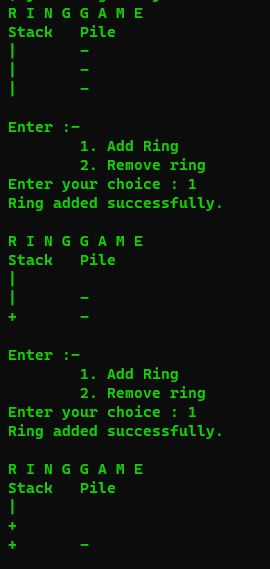 R I N G G A M E
Stack   Pile
|       -
|       -
|       -

Enter :-
        1. Add Ring
        2. Remove ring
Enter your choice : 1
Ring added successfully.

R I N G G A M E
Stack   Pile
|
|       -
+       -

Enter :-
        1. Add Ring
        2. Remove ring
Enter your choice : 1
Ring added successfully.

R I N G G A M E
Stack   Pile
|
+
+       -